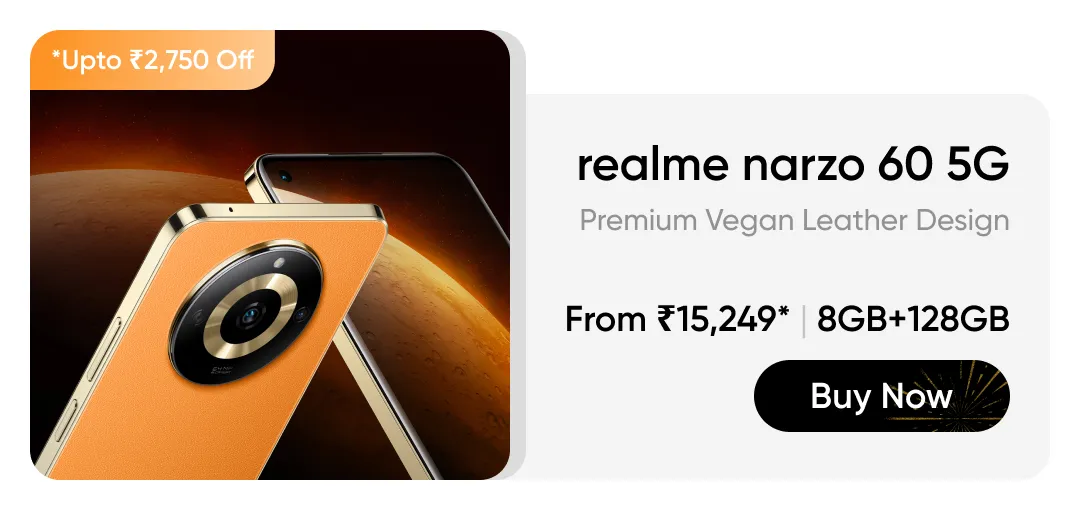 *Upto ₹2,750 Off
realme narzo 60 5G
Premium Vegan Leather Design
From ₹15,249* | 8GB+128GB
Buy Now